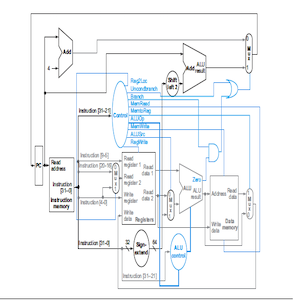 Add
4
Add
ALU
result
M
u
x
0
Shift
left 2
Reg2Loc
Uncondbranch
Branch
MemRead
MemtoReg
ALUOp
MemWrite
ALUSrc
RegWrite
Instruction [31–21]
Control
PC
Read
address
Instruction
[31–0]
Instruction
memory
Instruction [9–5]
Instruction [20–16]
Instruction [4–0]
M
u
x
Read
register 1
Read
register 2
Write
register
Write
data
Read
data 1
Read
data 2
Registers
M
u
x
Zero
ALU
ALU
result
Address
Read
data
Write
data
Data
memory
M
u
x
Instruction [31–0]
32
Sign-
extend
64
ALU
control
Instruction [31–21]